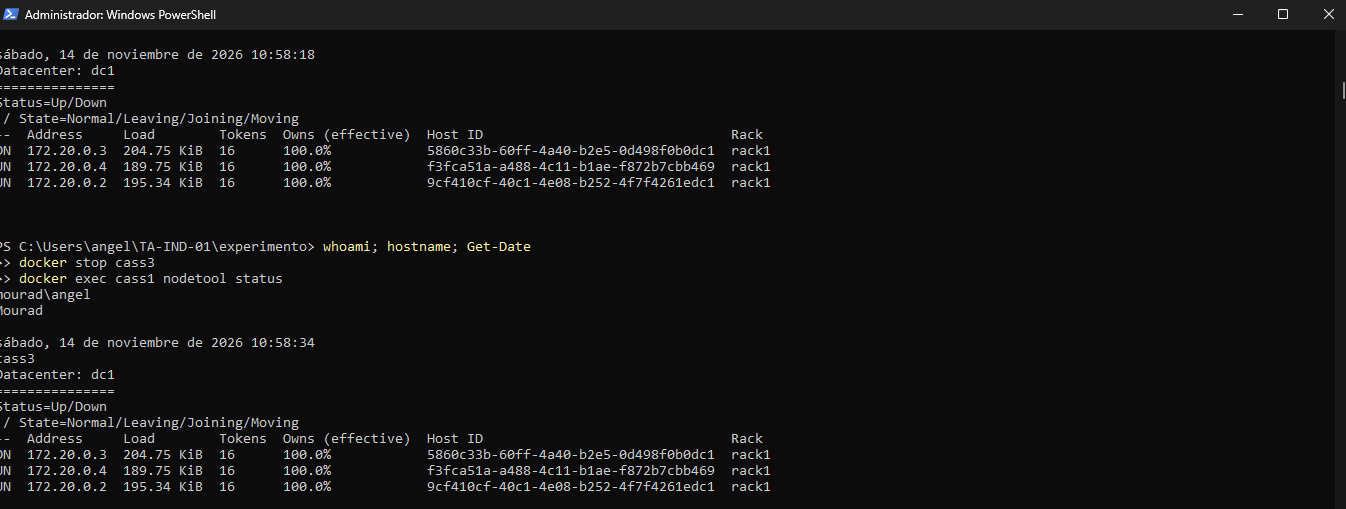 Administrador: Windows PowerShell
sábado, 14 de noviembre de 2026 10:58:18
Datacenter: dc1
===============
Status=Up/Down
/ State=Normal/Leaving/Joining/Moving
--  Address     Load        Tokens  Owns (effective)  Host ID                               Rack
DN  172.20.0.3  204.75 KiB  16      100.0%            5860c33b-60ff-4a40-b2e5-0d498f0b0dc1  rack1
UN  172.20.0.4  189.75 KiB  16      100.0%            f3fca51a-a488-4c11-b1ae-f872b7cbb469  rack1
UN  172.20.0.2  195.34 KiB  16      100.0%            9cf410cf-40c1-4e08-b252-4f7f4261edc1  rack1
PS C:\Users\angel\TA-IND-01\experimento> whoami; hostname; Get-Date
>> docker stop cass3
>> docker exec cass1 nodetool status
mourad\angel
Mourad
sábado, 14 de noviembre de 2026 10:58:34
cass3
Datacenter: dc1
===============
Status=Up/Down
/ State=Normal/Leaving/Joining/Moving
--  Address     Load        Tokens  Owns (effective)  Host ID                               Rack
DN  172.20.0.3  204.75 KiB  16      100.0%            5860c33b-60ff-4a40-b2e5-0d498f0b0dc1  rack1
UN  172.20.0.4  189.75 KiB  16      100.0%            f3fca51a-a488-4c11-b1ae-f872b7cbb469  rack1
UN  172.20.0.2  195.34 KiB  16      100.0%            9cf410cf-40c1-4e08-b252-4f7f4261edc1  rack1